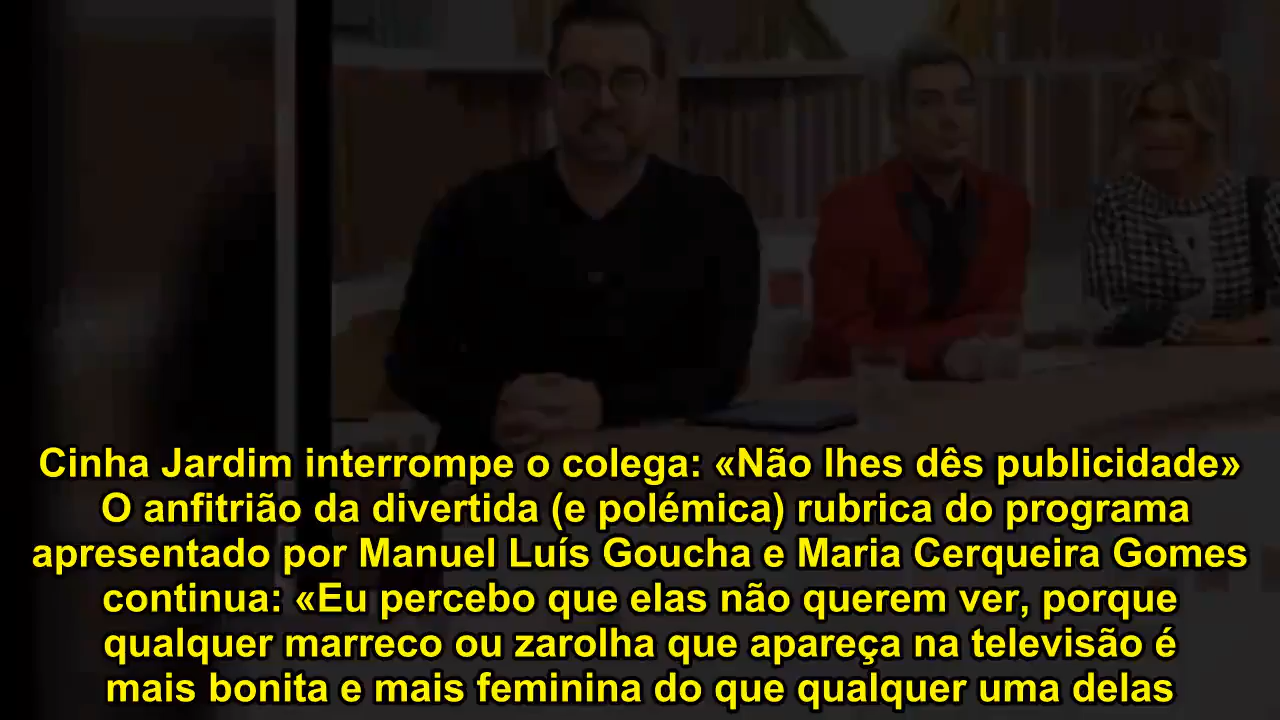 Cinha Jardim interrompe o colega: «Não lhes dês publicidade»
O anfitrião da divertida (e polémica) rubrica do programa
apresentado por Manuel Luís Goucha e Maria Cerqueira Gomes
continua: «Eu percebo que elas não querem ver, porque
qualquer marreco ou zarolha que apareça na televisão é
mais bonita e mais feminina do que qualquer uma delas